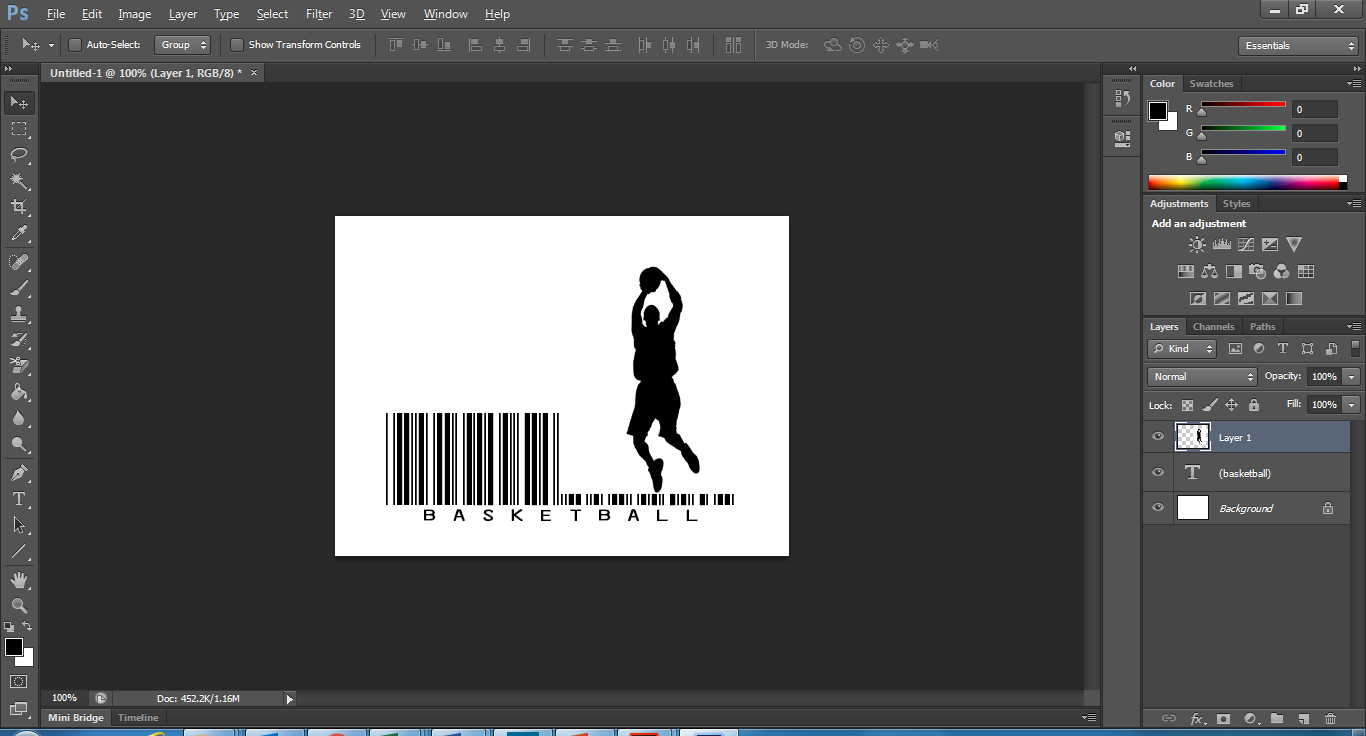 Ps File Edit Image Layer Type Select Filter 3D View Window Help
Auto-Select: Group Show Transform Controls 3D Mode: Essentials
Untitled-1 @ 100% (Layer 1, RGB/8) * ×
Color Swatches
R 0
G 0
B 0
Adjustments Styles
Add an adjustment
Layers Channels Paths
Kind
Normal Opacity: 100%
Lock: Fill: 100%
Layer 1
(basketball)
Background
BASKETBALL
100% Doc: 452.2K/1.16M
Mini Bridge Timeline